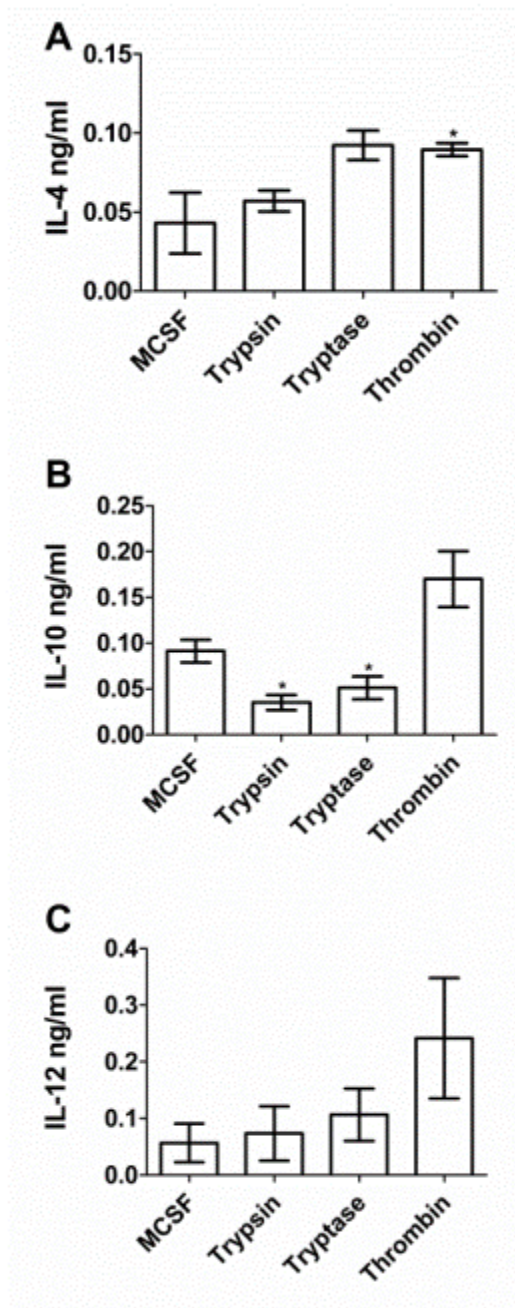 A
IL-4 ng/ml
0.15
0.10
0.05
0.00
*
MCSF
Trypsin
Tryptase
Thrombin
B
IL-10 ng/ml
0.25
0.20
0.15
0.10
0.05
0.00
*
*
MCSF
Trypsin
Tryptase
Thrombin
C
IL-12 ng/ml
0.4
0.3
0.2
0.1
0.0
MCSF
Trypsin
Tryptase
Thrombin